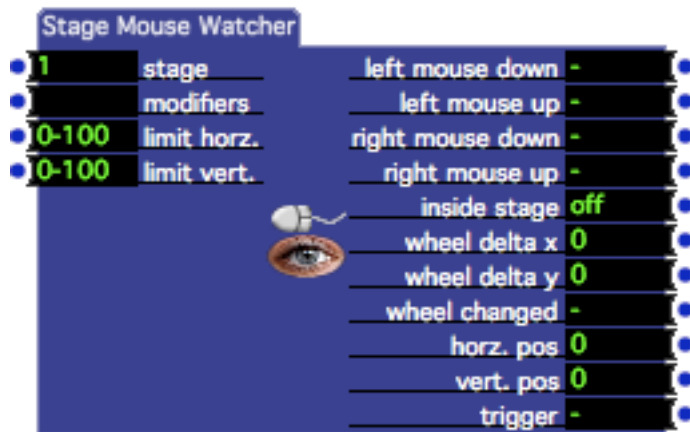 Stage Mouse Watcher
1 stage left mouse down -
modifiers left mouse up -
0-100 limit horz. right mouse down -
0-100 limit vert. right mouse up -
inside stage off
wheel delta x 0
wheel delta y 0
wheel changed -
horz. pos 0
vert. pos 0
trigger -